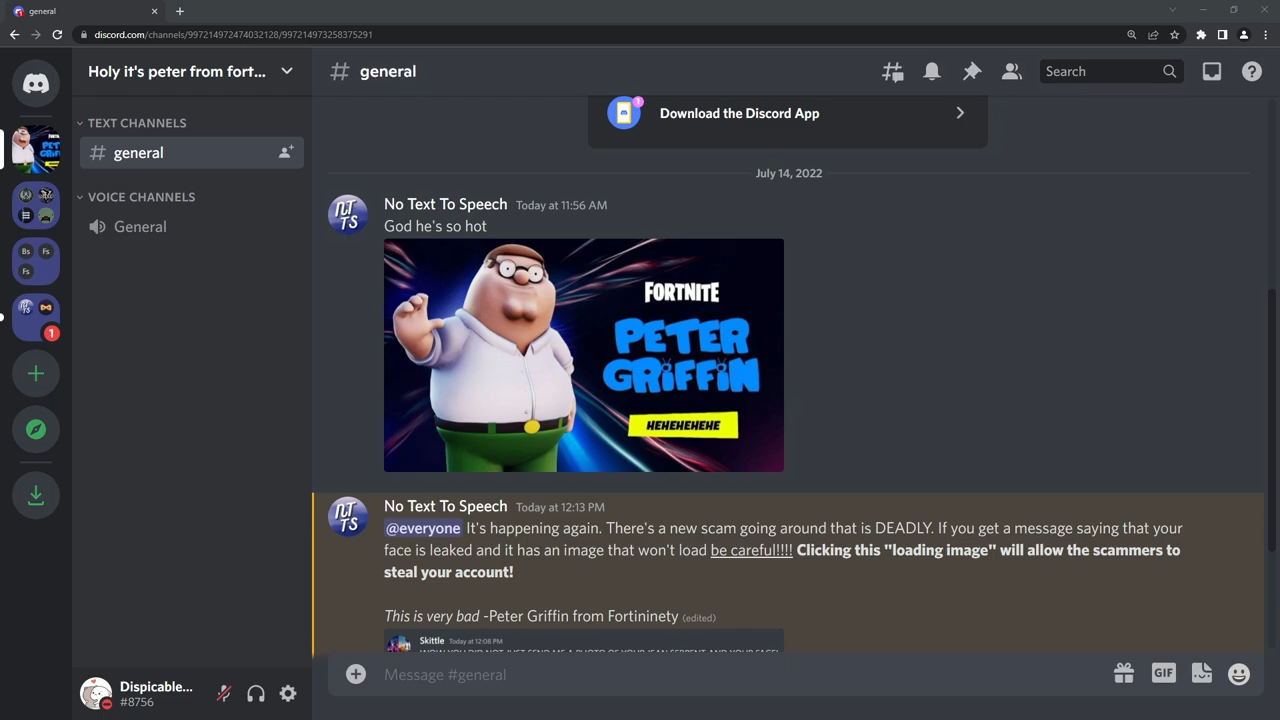 general
discord.com/channels/997214972474032128/997214973258375291
Holy it's peter from fort...
general
Search
TEXT CHANNELS
general
VOICE CHANNELS
General
Bs
Fs
Fs
1
Download the Discord App
July 14, 2022
No Text To Speech Today at 11:56 AM
God he's so hot
FORTNITE
PETER
GRIFFIN
HEHEHEHEHE
No Text To Speech Today at 12:13 PM
@everyone It's happening again. There's a new scam going around that is DEADLY. If you get a message saying that your
face is leaked and it has an image that won't load be careful!!!! Clicking this "loading image" will allow the scammers to
steal your account!
This is very bad -Peter Griffin from Fortininety (edited)
Skittle Today at 12:08 PM
Message #general
GIF
Dispicable...
#8756